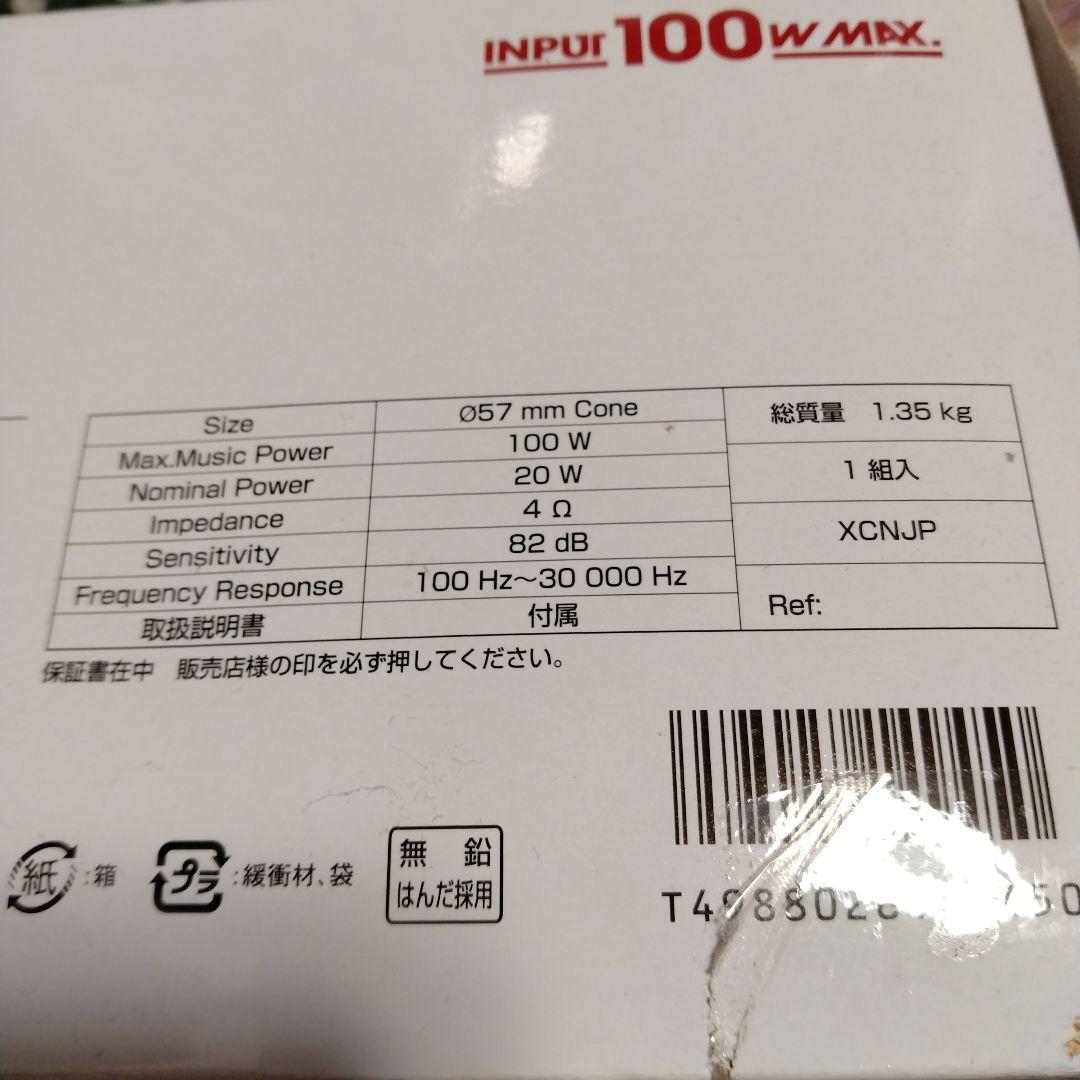 INPUT 100W MAX.
Size Ø57 mm Cone
Max.Music Power 100 W
Nominal Power 20 W
Impedance 4 Ω
Sensitivity 82 dB
Frequency Response 100 Hz～30 000 Hz
取扱説明書 付属
総質量 1.35 kg
1 組入
XCNJP
Ref:
保証書在中 販売店様の印を必ず押してください。
紙:箱
プラ:緩衝材、袋
無 鉛
はんだ採用